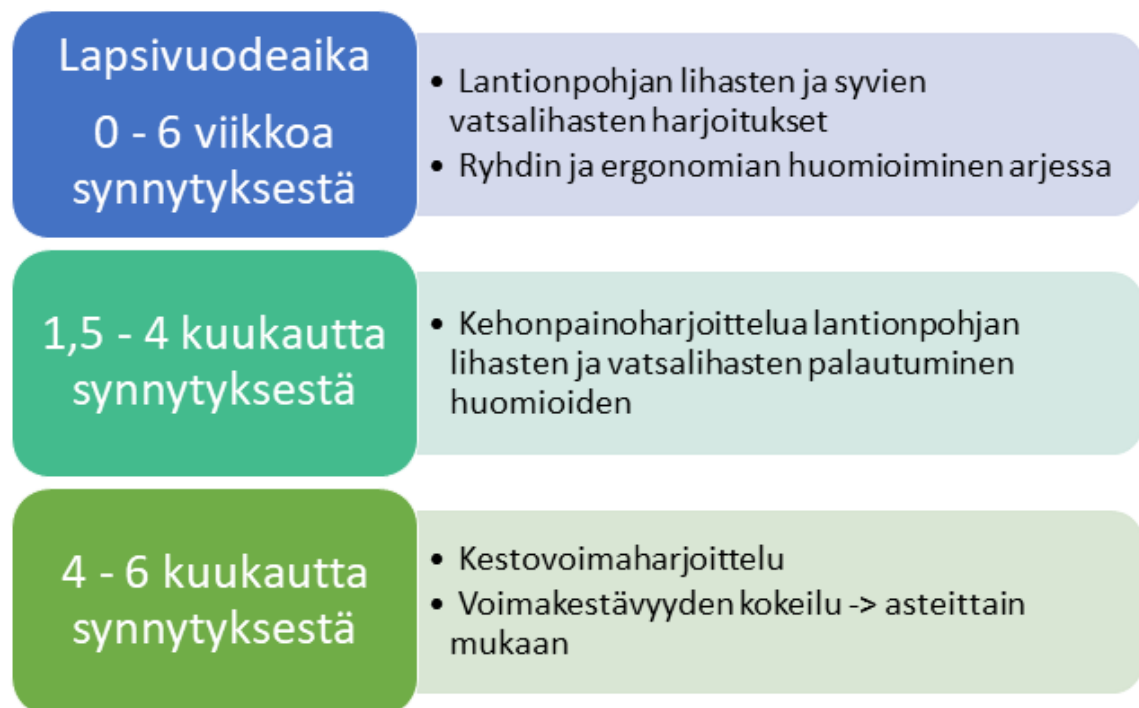 Lapsivuodeaika
0 - 6 viikkoa
synnytyksestä
• Lantionpohjan lihasten ja syvien
vatsalihasten harjoitukset
• Ryhdin ja ergonomian huomioiminen arjessa
1,5 - 4 kuukautta
synnytyksestä
• Kehonpainoharjoittelua lantionpohjan
lihasten ja vatsalihasten palautuminen
huomioiden
4 - 6 kuukautta
synnytyksestä
• Kestovoimaharjoittelu
• Voimakestävyyden kokeilu -> asteittain
mukaan